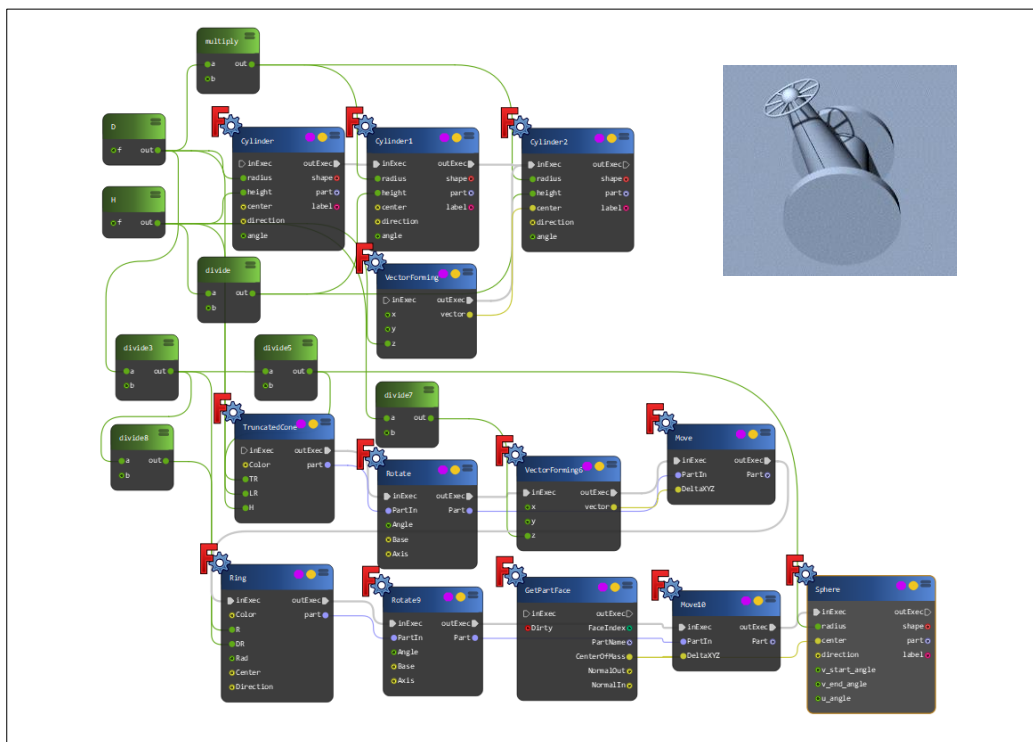 multiply
a out
b
D
f out
H
f out
Cylinder
inExec outExec
radius shape
height part
center label
direction
angle
Cylinder1
inExec outExec
radius shape
height part
center label
direction
angle
Cylinder2
inExec outExec
radius shape
height part
center label
direction
angle
divide
a out
b
VectorForming
inExec outExec
x vector
y
z
divide3
a out
b
divide5
a out
b
divide7
a out
b
divide8
a out
b
TruncatedCone
inExec outExec
Color part
TR
LR
H
Rotate
inExec outExec
PartIn Part
Angle
Base
Axis
VectorForming6
inExec outExec
x vector
y
z
Move
inExec outExec
PartIn Part
DeltaXYZ
Ring
inExec outExec
Color part
R
DR
Rad
Center
Direction
Rotate9
inExec outExec
PartIn Part
Angle
Base
Axis
GetPartFace
inExec outExec
Dirty FaceIndex
PartName
CenterOfMass
NormalOut
NormalIn
Move10
inExec outExec
PartIn Part
DeltaXYZ
Sphere
inExec outExec
radius shape
center part
direction label
v_start_angle
v_end_angle
u_angle